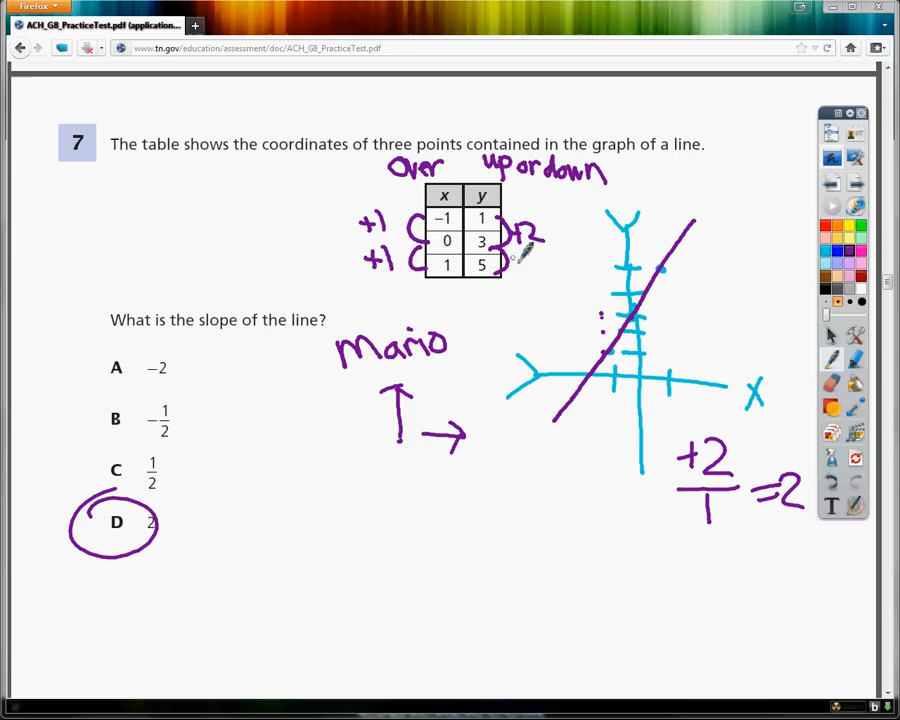 Firefox
ACH_G8_PracticeTest.pdf (application...
www.tn.gov/education/assessment/doc/ACH_G8_PracticeTest.pdf
7 The table shows the coordinates of three points contained in the graph of a line.
over up or down
x y
+1 −1 1 +2
0 3
+1 1 5
y
What is the slope of the line?
Mario
A −2
X
B −1/2
C 1/2
+2/1 = 2
D 2
T